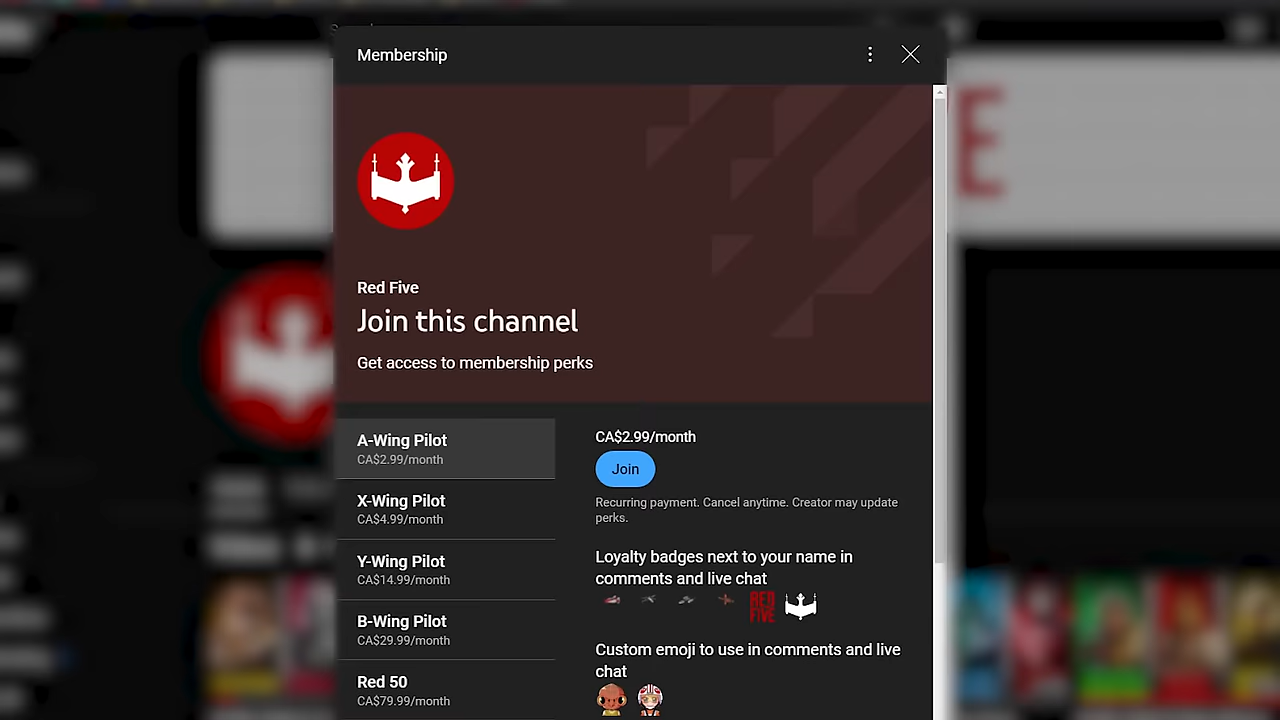 Membership
Red Five
Join this channel
Get access to membership perks
A-Wing Pilot
CA$2.99/month
X-Wing Pilot
CA$4.99/month
Y-Wing Pilot
CA$14.99/month
B-Wing Pilot
CA$29.99/month
Red 50
CA$79.99/month
CA$2.99/month
Join
Recurring payment. Cancel anytime. Creator may update
perks.
Loyalty badges next to your name in
comments and live chat
RED
FIVE
Custom emoji to use in comments and live
chat